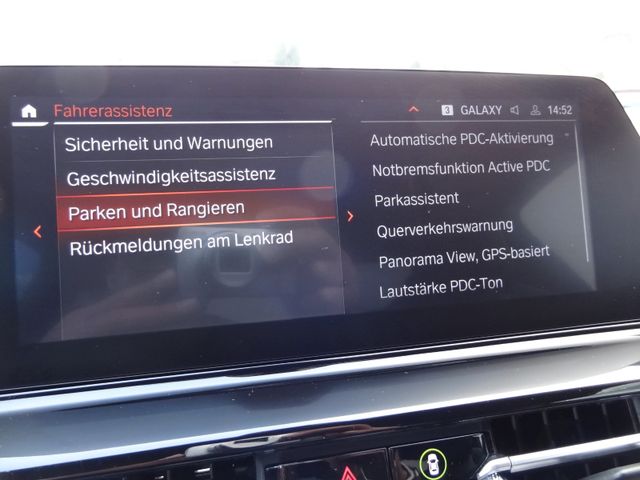 Fahrerassistenz
3 GALAXY 14:52
Sicherheit und Warnungen
Geschwindigkeitsassistenz
Parken und Rangieren
Rückmeldungen am Lenkrad
Automatische PDC-Aktivierung
Notbremsfunktion Active PDC
Parkassistent
Querverkehrswarnung
Panorama View, GPS-basiert
Lautstärke PDC-Ton